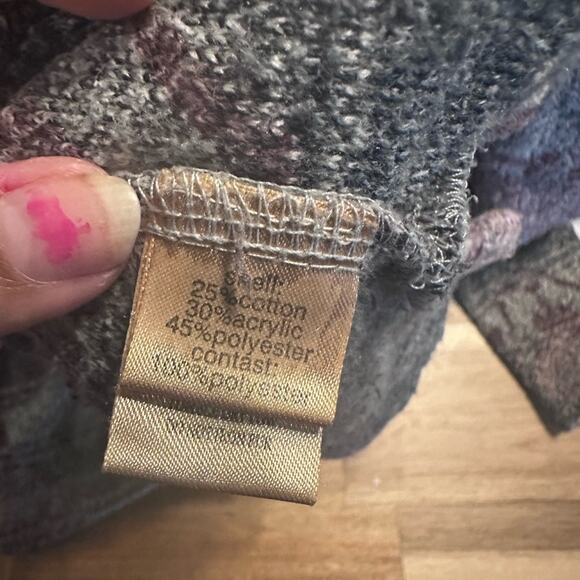 shell:
25%cotton
30%acrylic
45%polyester
contast:
100%polyester